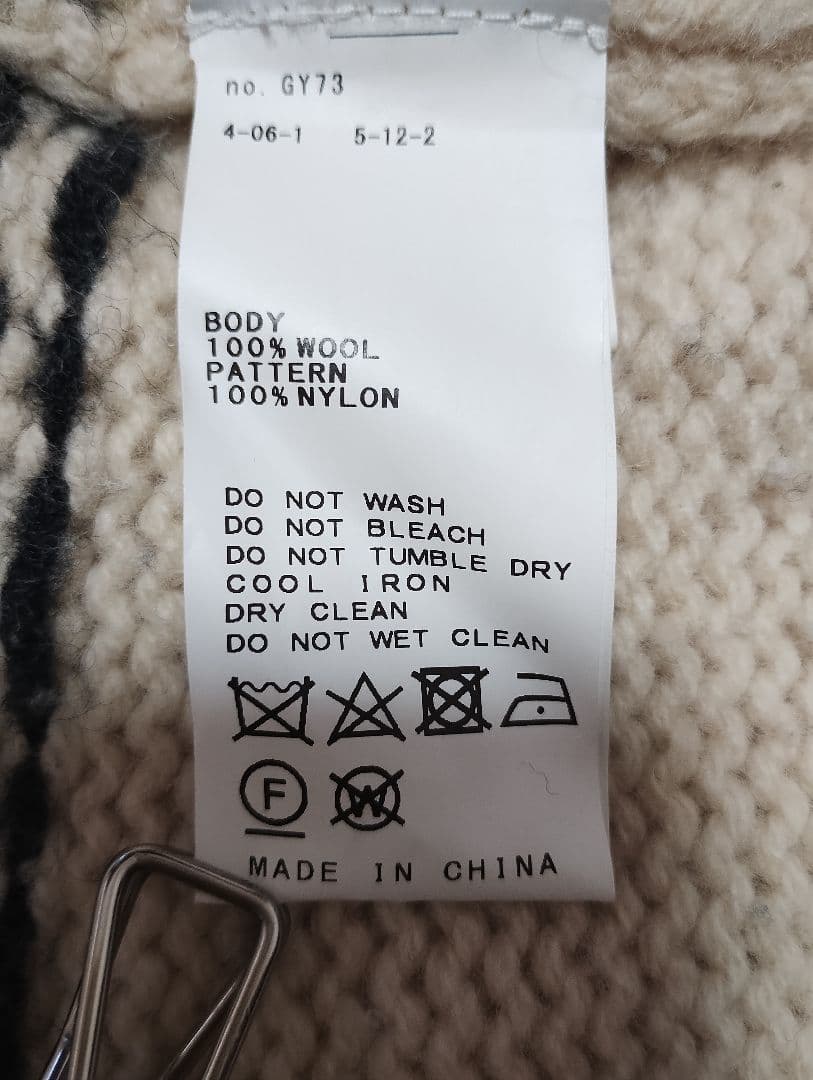 no. GY73
4-06-1 5-12-2
BODY
100% WOOL
PATTERN
100% NYLON
DO NOT WASH
DO NOT BLEACH
DO NOT TUMBLE DRY
COOL IRON
DRY CLEAN
DO NOT WET CLEAN
F W
MADE IN CHINA